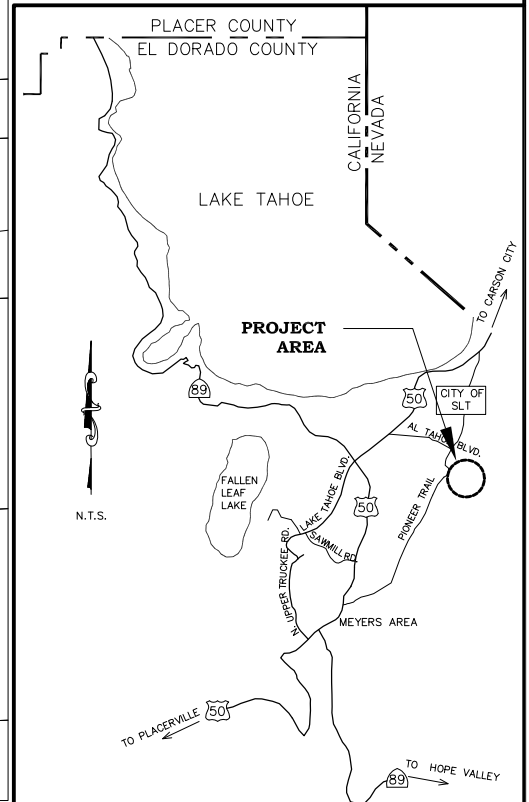 PLACER COUNTY
EL DORADO COUNTY
CALIFORNIA
NEVADA
LAKE TAHOE
TO CARSON CITY
PROJECT
AREA
89
50
CITY OF
SLT
AL TAHOE BLVD.
FALLEN
LEAF
LAKE
LAKE TAHOE BLVD.
50
PIONEER TRAIL
N.T.S.
SAWMILL RD.
N. UPPER TRUCKEE RD.
MEYERS AREA
TO PLACERVILLE
50
TO HOPE VALLEY
89